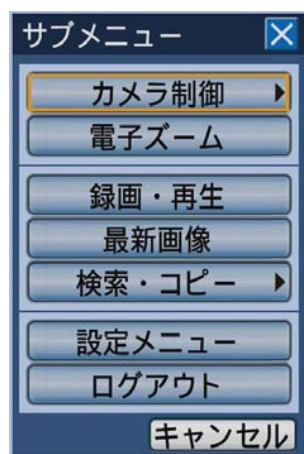 サブメニュー
カメラ制御
電子ズーム
録画・再生
最新画像
検索・コピー
設定メニュー
ログアウト
キャンセル